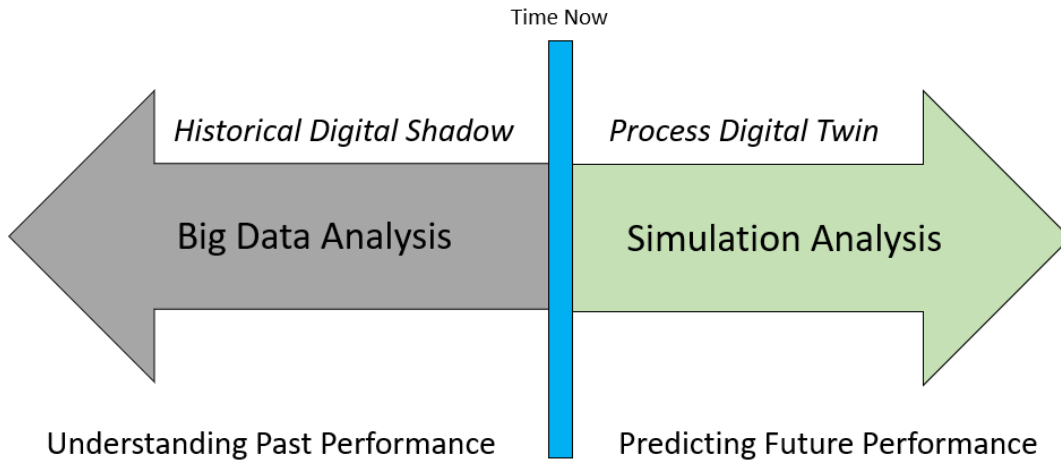 Time Now
Historical Digital Shadow
Process Digital Twin
Big Data Analysis
Simulation Analysis
Understanding Past Performance
Predicting Future Performance